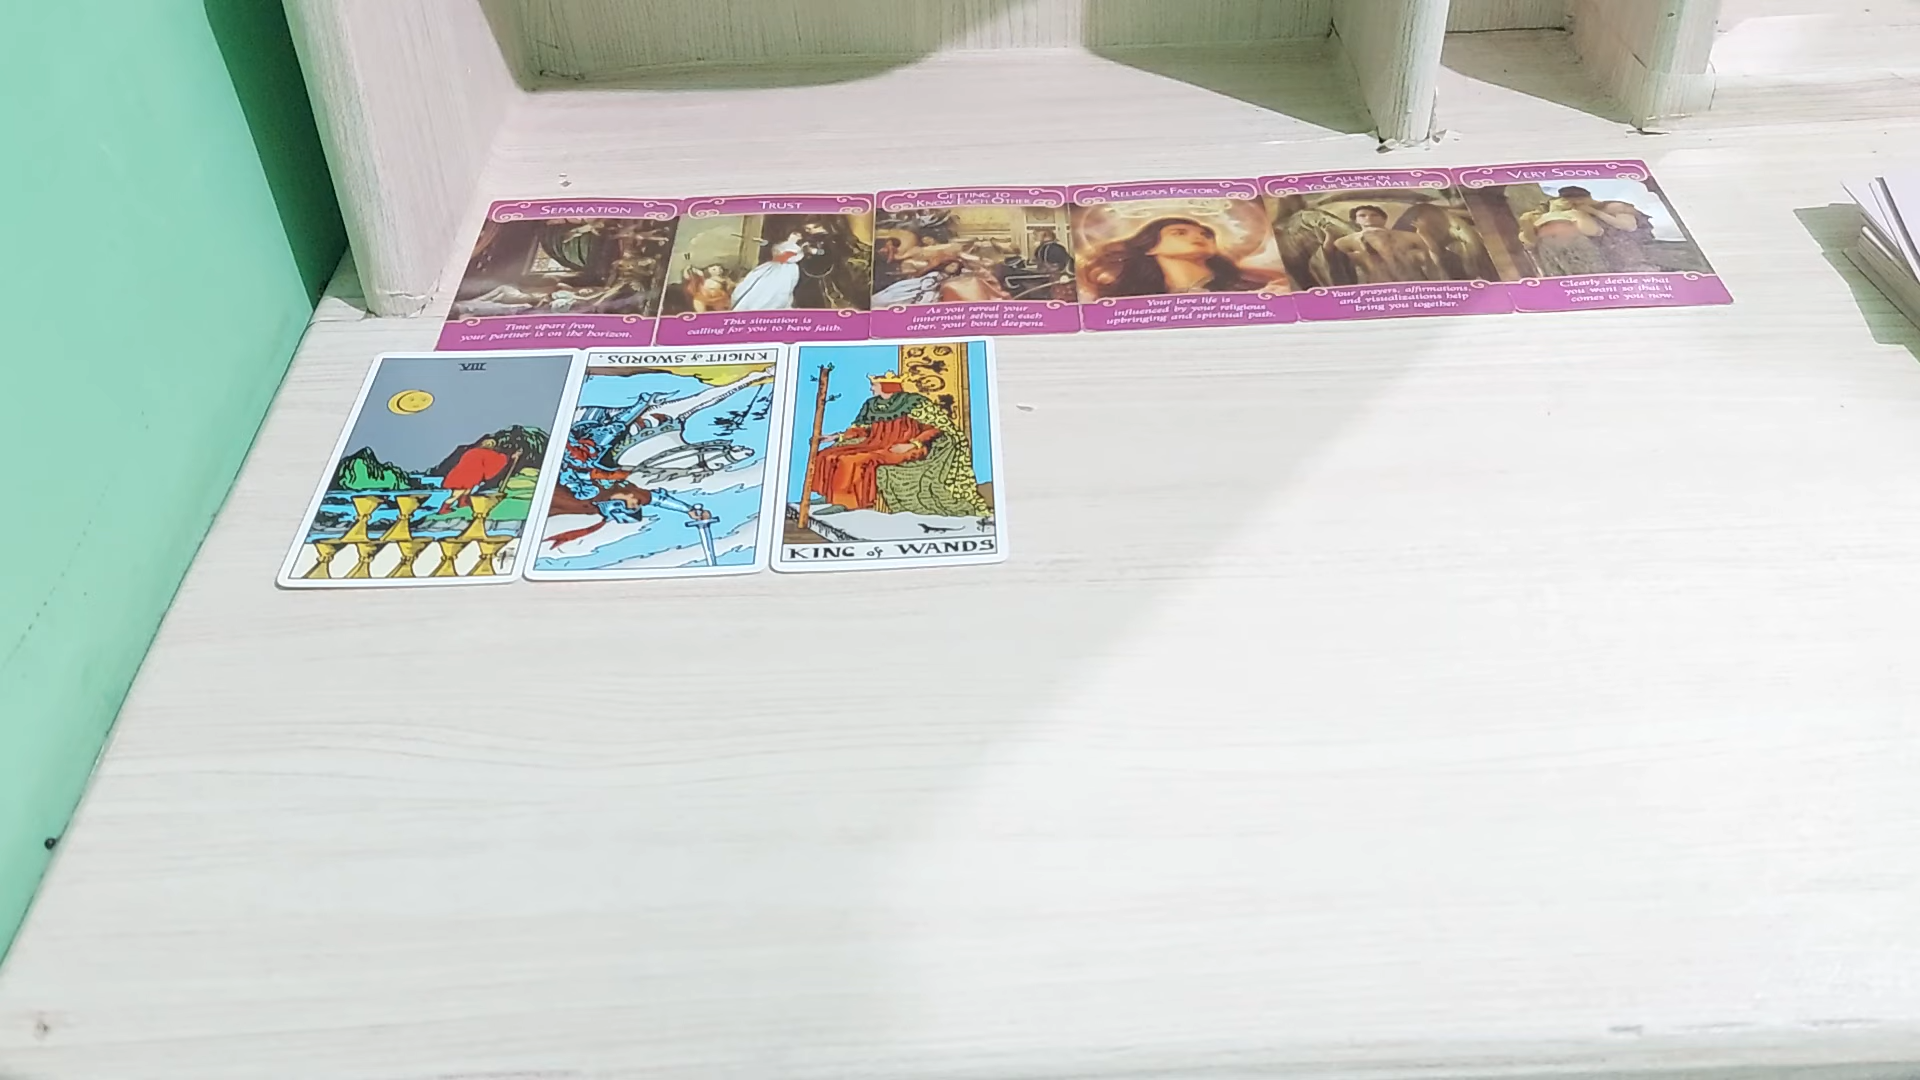 SEPARATION
Time apart from
your partner is on the horizon.
TRUST
This situation is
calling for you to have faith.
GETTING TO
KNOW EACH OTHER
As you reveal your
innermost selves to each
other, your bond deepens.
RELIGIOUS FACTORS
Your love life is
influenced by your religious
upbringing and spiritual path.
CALLING IN
YOUR SOUL MATE
Your prayers, affirmations,
and visualizations help
bring you together.
VERY SOON
Clearly decide what
you want so that it
comes to you now.
VIII
KNIGHT of SWORDS.
KING of WANDS